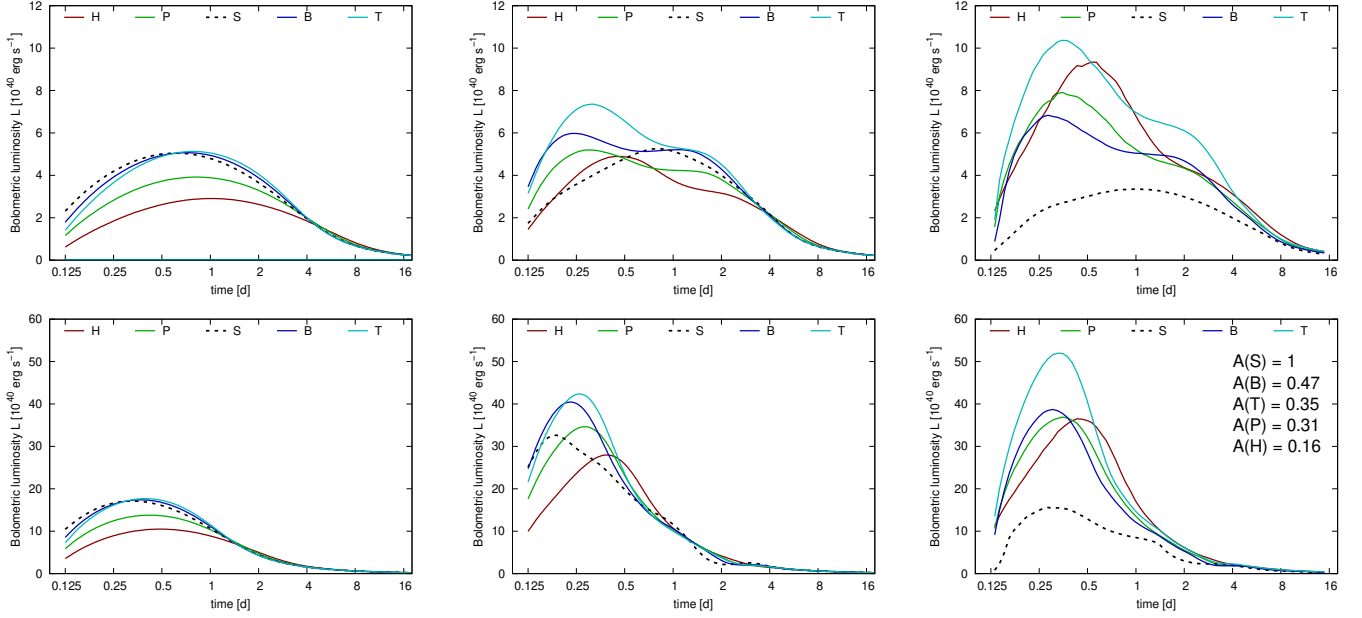 H P S B T
Bolometric luminosity L [10^40 erg s^−1]
12
10
8
6
4
2
0
0.125 0.25 0.5 1 2 4 8 16
time [d]
H P S B T
Bolometric luminosity L [10^40 erg s^−1]
12
10
8
6
4
2
0
0.125 0.25 0.5 1 2 4 8 16
time [d]
H P S B T
Bolometric luminosity L [10^40 erg s^−1]
12
10
8
6
4
2
0
0.125 0.25 0.5 1 2 4 8 16
time [d]
H P S B T
Bolometric luminosity L [10^40 erg s^−1]
60
50
40
30
20
10
0
0.125 0.25 0.5 1 2 4 8 16
time [d]
H P S B T
Bolometric luminosity L [10^40 erg s^−1]
60
50
40
30
20
10
0
0.125 0.25 0.5 1 2 4 8 16
time [d]
H P S B T
Bolometric luminosity L [10^40 erg s^−1]
60
50
40
30
20
10
0
A(S) = 1
A(B) = 0.47
A(T) = 0.35
A(P) = 0.31
A(H) = 0.16
0.125 0.25 0.5 1 2 4 8 16
time [d]